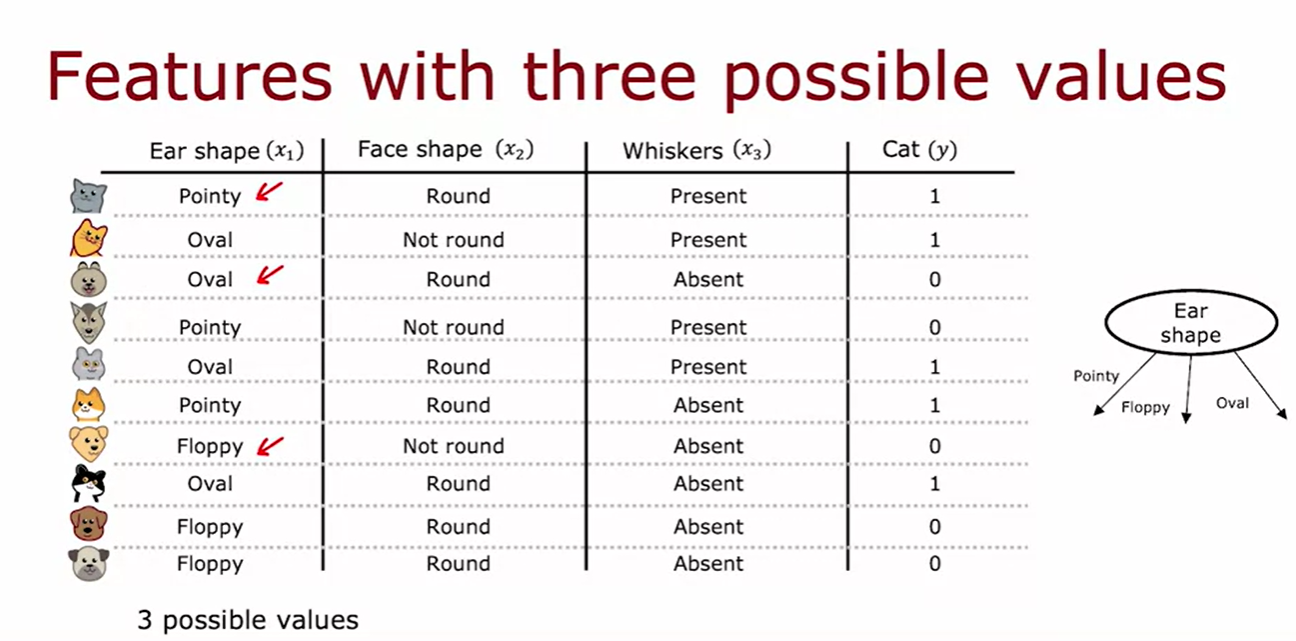 Features with three possible values
Ear shape (x₁) Face shape (x₂) Whiskers (x₃) Cat (y)
Pointy Round Present 1
Oval Not round Present 1
Oval Round Absent 0
Pointy Not round Present 0
Oval Round Present 1
Pointy Round Absent 1
Floppy Not round Absent 0
Oval Round Absent 1
Floppy Round Absent 0
Floppy Round Absent 0
3 possible values
Ear
shape
Pointy
Floppy
Oval